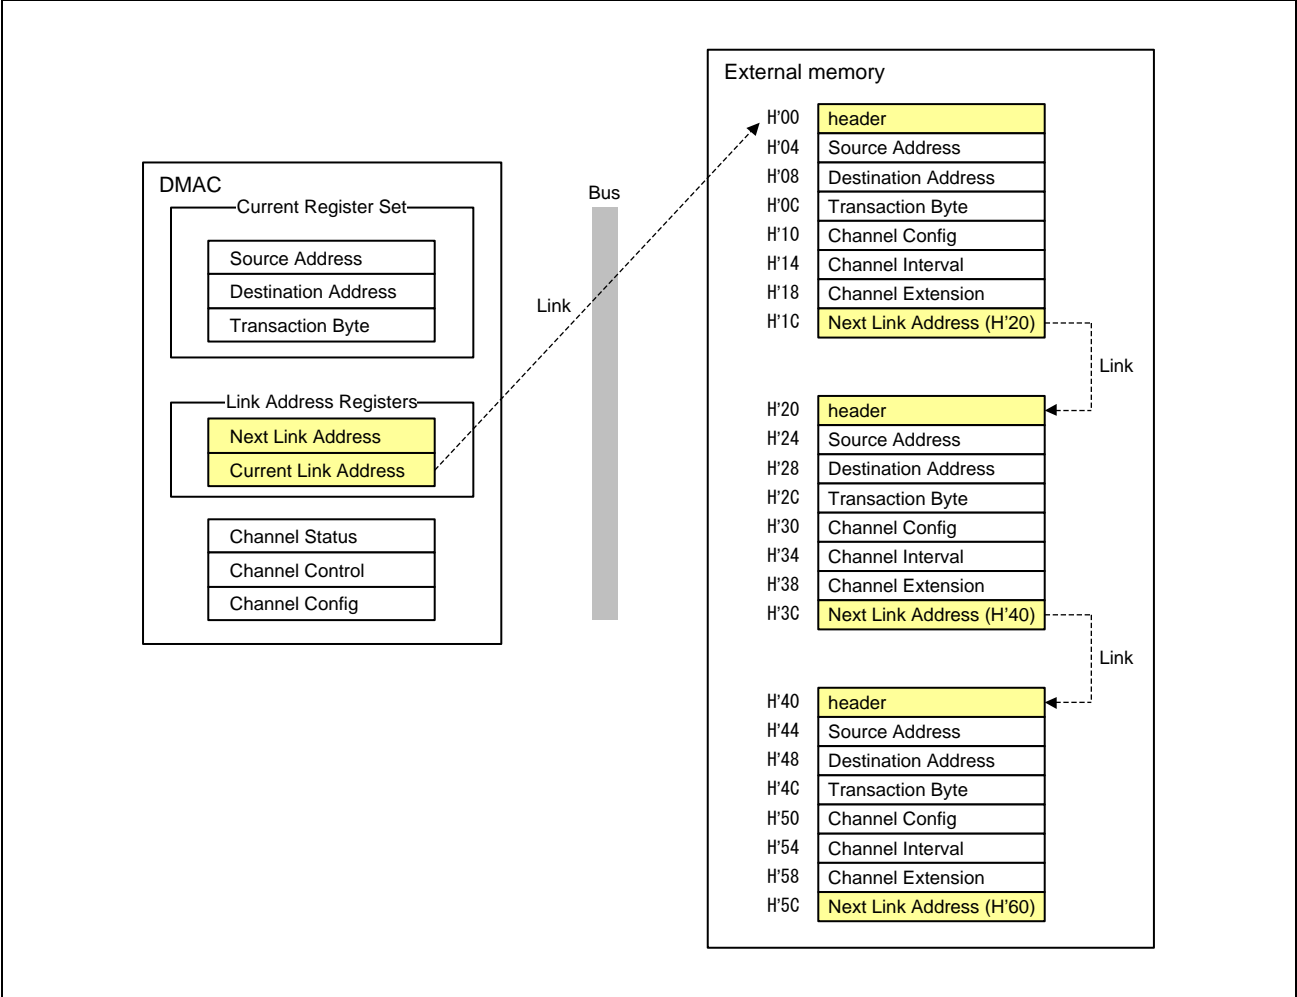 DMAC
Current Register Set
Source Address
Destination Address
Transaction Byte
Link Address Registers
Next Link Address
Current Link Address
Channel Status
Channel Control
Channel Config
Link
Bus
External memory
H'00 header
H'04 Source Address
H'08 Destination Address
H'0C Transaction Byte
H'10 Channel Config
H'14 Channel Interval
H'18 Channel Extension
H'1C Next Link Address (H'20)
Link
H'20 header
H'24 Source Address
H'28 Destination Address
H'2C Transaction Byte
H'30 Channel Config
H'34 Channel Interval
H'38 Channel Extension
H'3C Next Link Address (H'40)
Link
H'40 header
H'44 Source Address
H'48 Destination Address
H'4C Transaction Byte
H'50 Channel Config
H'54 Channel Interval
H'58 Channel Extension
H'5C Next Link Address (H'60)